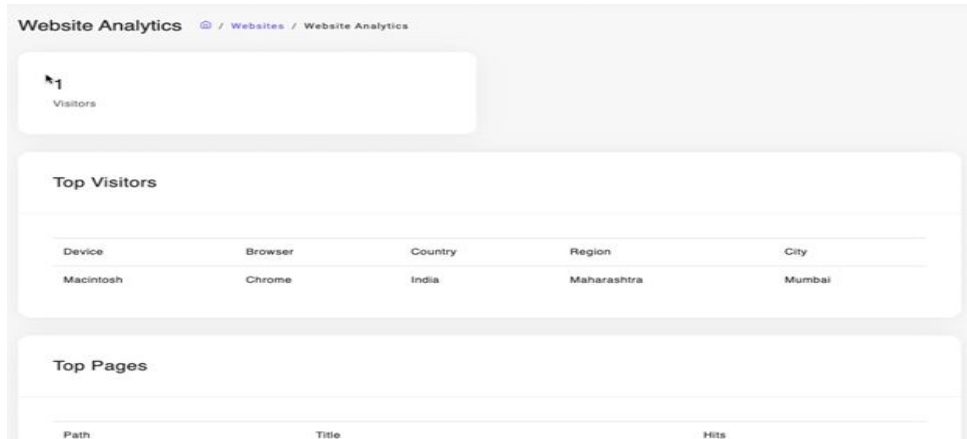 Website Analytics / Websites / Website Analytics
1
Visitors
Top Visitors
Device Browser Country Region City
Macintosh Chrome India Maharashtra Mumbai
Top Pages
Path Title Hits